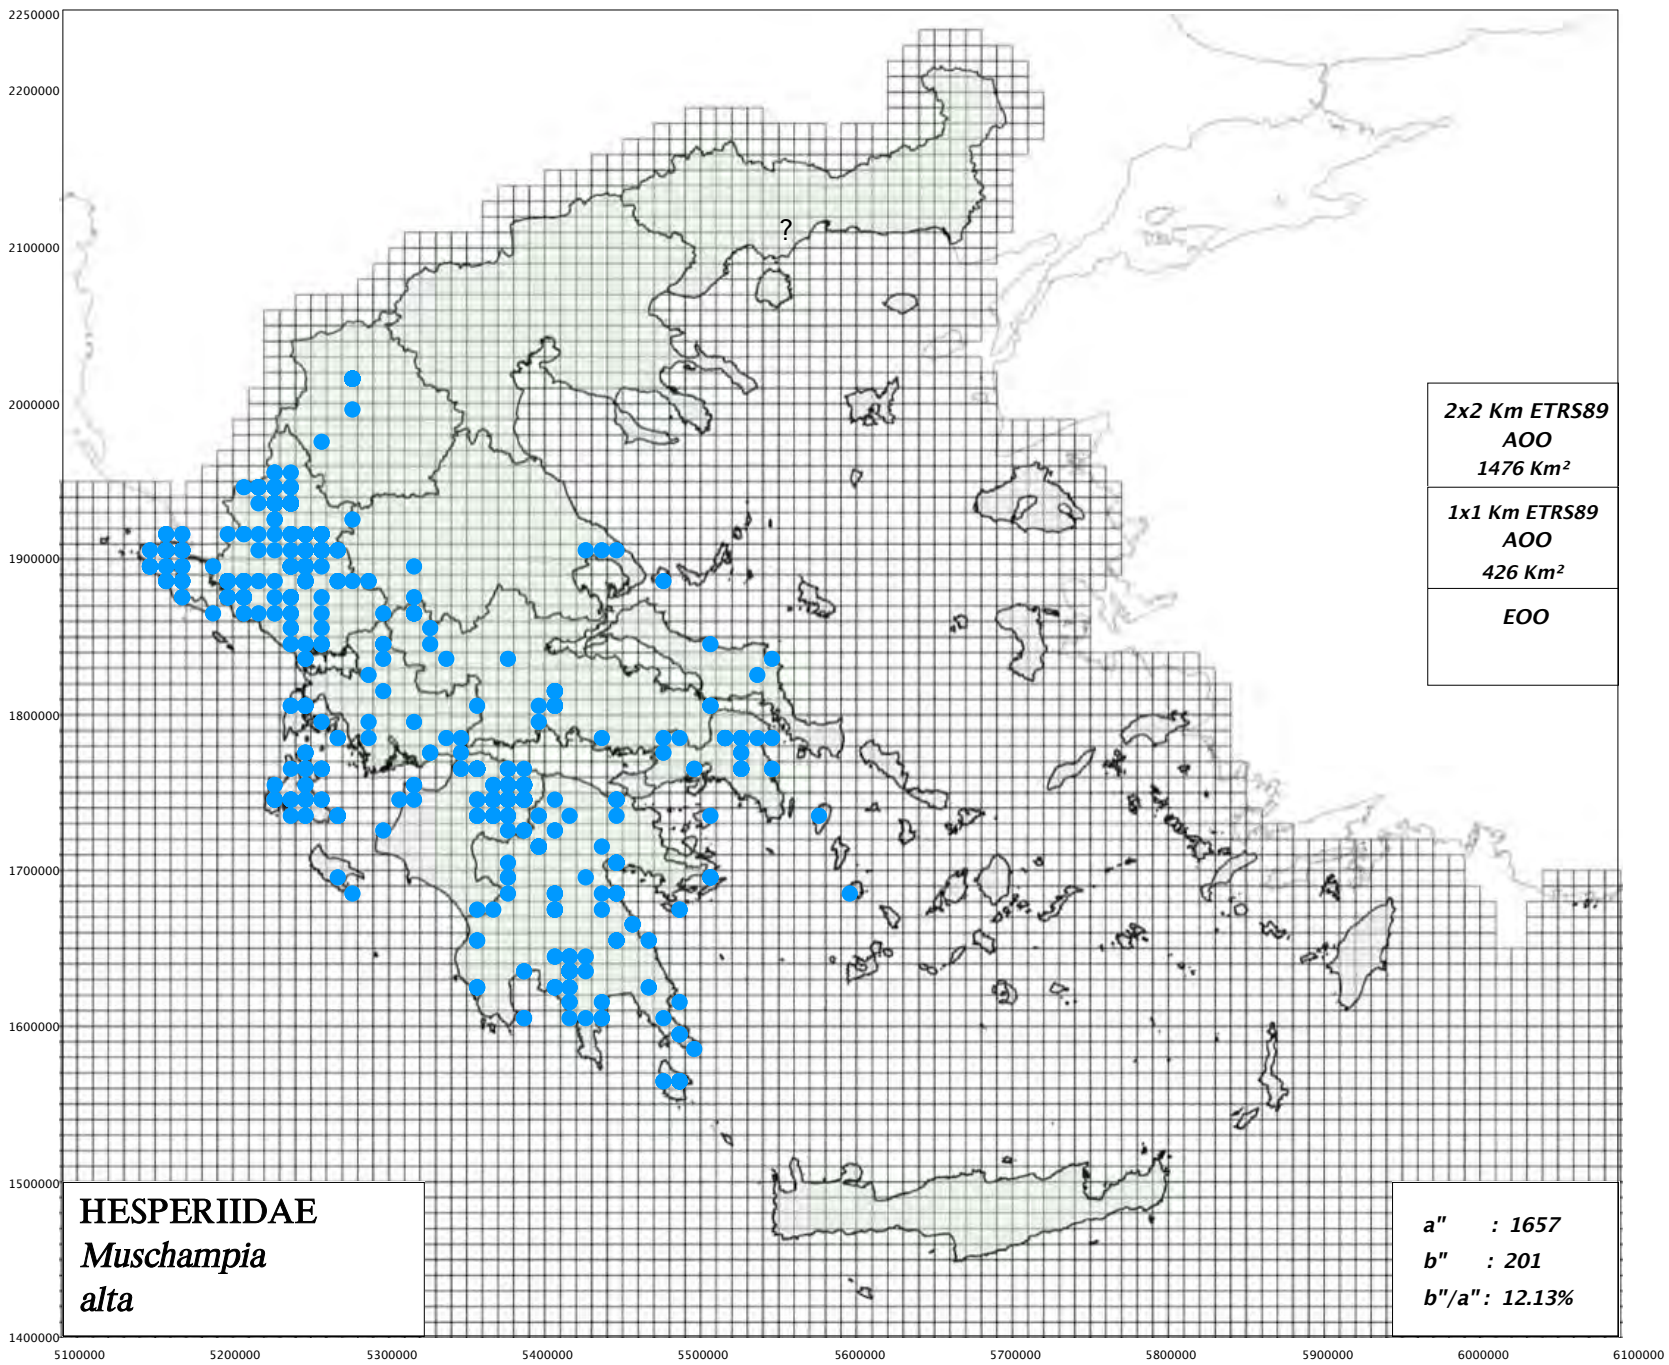 2250000
2200000
2100000
2000000
1900000
1800000
1700000
1600000
1500000
1400000
?
2x2 Km ETRS89
AOO
1476 Km²
1x1 Km ETRS89
AOO
426 Km²
EOO
HESPERIIDAE
Muschampia
alta
a" : 1657
b" : 201
b"/a" : 12.13%
5100000 5200000 5300000 5400000 5500000 5600000 5700000 5800000 5900000 6000000 6100000